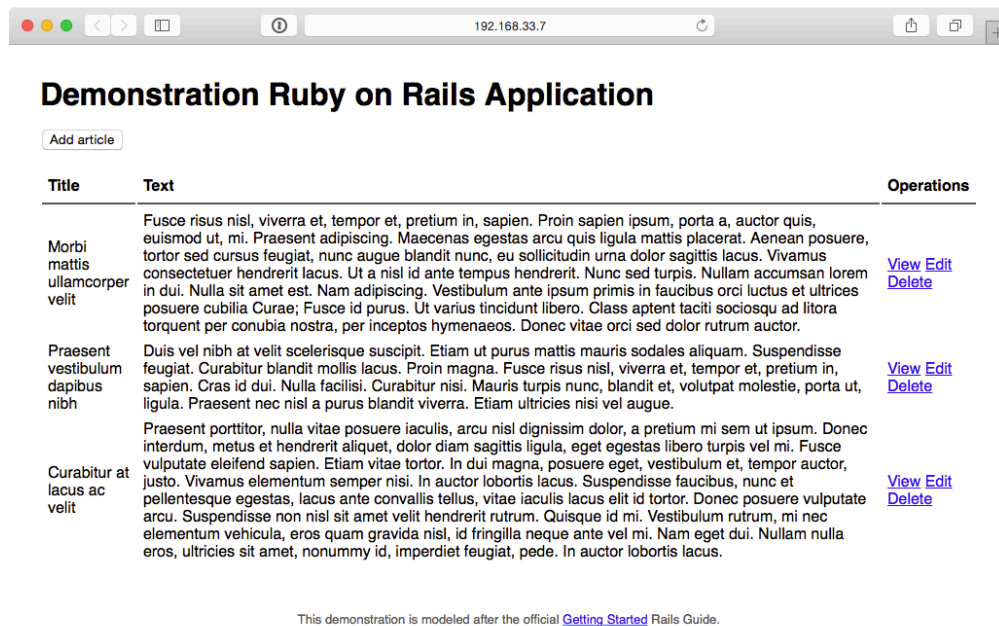 192.168.33.7
Demonstration Ruby on Rails Application
Add article
Title Text Operations
Morbi mattis ullamcorper velit
Fusce risus nisl, viverra et, tempor et, pretium in, sapien. Proin sapien ipsum, porta a, auctor quis,
euismod ut, mi. Praesent adipiscing. Maecenas egestas arcu quis ligula mattis placerat. Aenean posuere,
tortor sed cursus feugiat, nunc augue blandit nunc, eu sollicitudin urna dolor sagittis lacus. Vivamus
consectetuer hendrerit lacus. Ut a nisl id ante tempus hendrerit. Nunc sed turpis. Nullam accumsan lorem
in dui. Nulla sit amet est. Nam adipiscing. Vestibulum ante ipsum primis in faucibus orci luctus et ultrices
posuere cubilia Curae; Fusce id purus. Ut varius tincidunt libero. Class aptent taciti sociosqu ad litora
torquent per conubia nostra, per inceptos hymenaeos. Donec vitae orci sed dolor rutrum auctor.
View Edit
Delete
Praesent
vestibulum
dapibus
nibh
Duis vel nibh at velit scelerisque suscipit. Etiam ut purus mattis mauris sodales aliquam. Suspendisse
feugiat. Curabitur blandit mollis lacus. Proin magna. Fusce risus nisl, viverra et, tempor et, pretium in,
sapien. Cras id dui. Nulla facilisi. Curabitur nisi. Mauris turpis nunc, blandit et, volutpat molestie, porta ut,
ligula. Praesent nec nisl a purus blandit viverra. Etiam ultricies nisi vel augue.
View Edit
Delete
Curabitur at
lacus ac
velit
Praesent porttitor, nulla vitae posuere iaculis, arcu nisl dignissim dolor, a pretium mi sem ut ipsum. Donec
interdum, metus et hendrerit aliquet, dolor diam sagittis ligula, eget egestas libero turpis vel mi. Fusce
vulputate eleifend sapien. Etiam vitae tortor. In dui magna, posuere eget, vestibulum et, tempor auctor,
justo. Vivamus elementum semper nisi. In auctor lobortis lacus. Suspendisse faucibus, nunc et
pellentesque egestas, lacus ante convallis tellus, vitae iaculis lacus elit id tortor. Donec posuere vulputate
arcu. Suspendisse non nisl sit amet velit hendrerit rutrum. Quisque id mi. Vestibulum rutrum, mi nec
elementum vehicula, eros quam gravida nisl, id fringilla neque ante vel mi. Nam eget dui. Nullam nulla
eros, ultricies sit amet, nonummy id, imperdiet feugiat, pede. In auctor lobortis lacus.
View Edit
Delete
This demonstration is modeled after the official Getting Started Rails Guide.